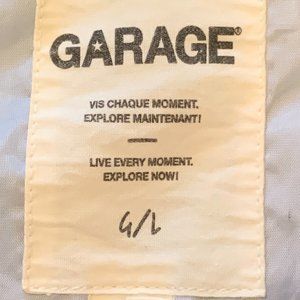 GARAGE®
VIS CHAQUE MOMENT.
EXPLORE MAINTENANT!
LIVE EVERY MOMENT.
EXPLORE NOW!
G/L